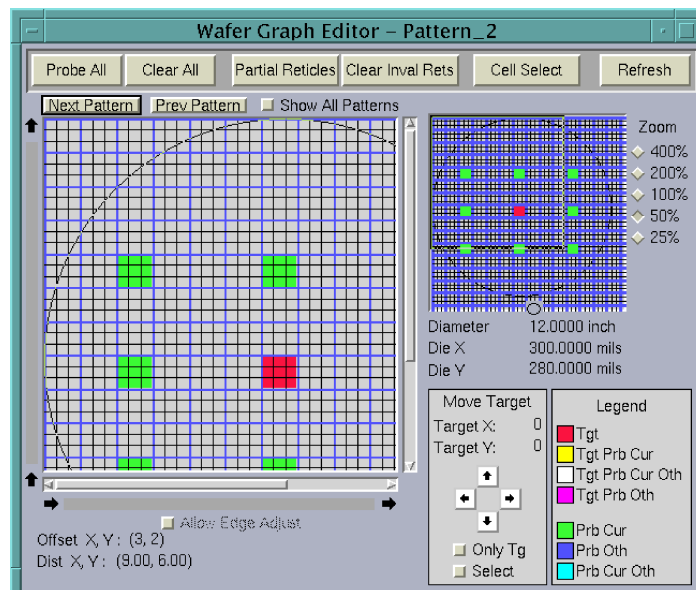 Wafer Graph Editor – Pattern_2
Probe All Clear All Partial Reticles Clear Inval Rets Cell Select Refresh
Next Pattern Prev Pattern Show All Patterns
Zoom
400%
200%
100%
50%
25%
Diameter 12.0000 inch
Die X 300.0000 mils
Die Y 280.0000 mils
Move Target
Target X: 0
Target Y: 0
Only Tg
Select
Legend
Tgt
Tgt Prb Cur
Tgt Prb Cur Oth
Tgt Prb Oth
Prb Cur
Prb Oth
Prb Cur Oth
Allow Edge Adjust
Offset X, Y: (3, 2)
Dist X, Y: (9.00, 6.00)